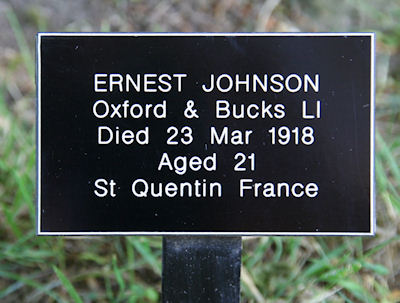 ERNEST JOHNSON
Oxford & Bucks LI
Died 23 Mar 1918
Aged 21
St Quentin France